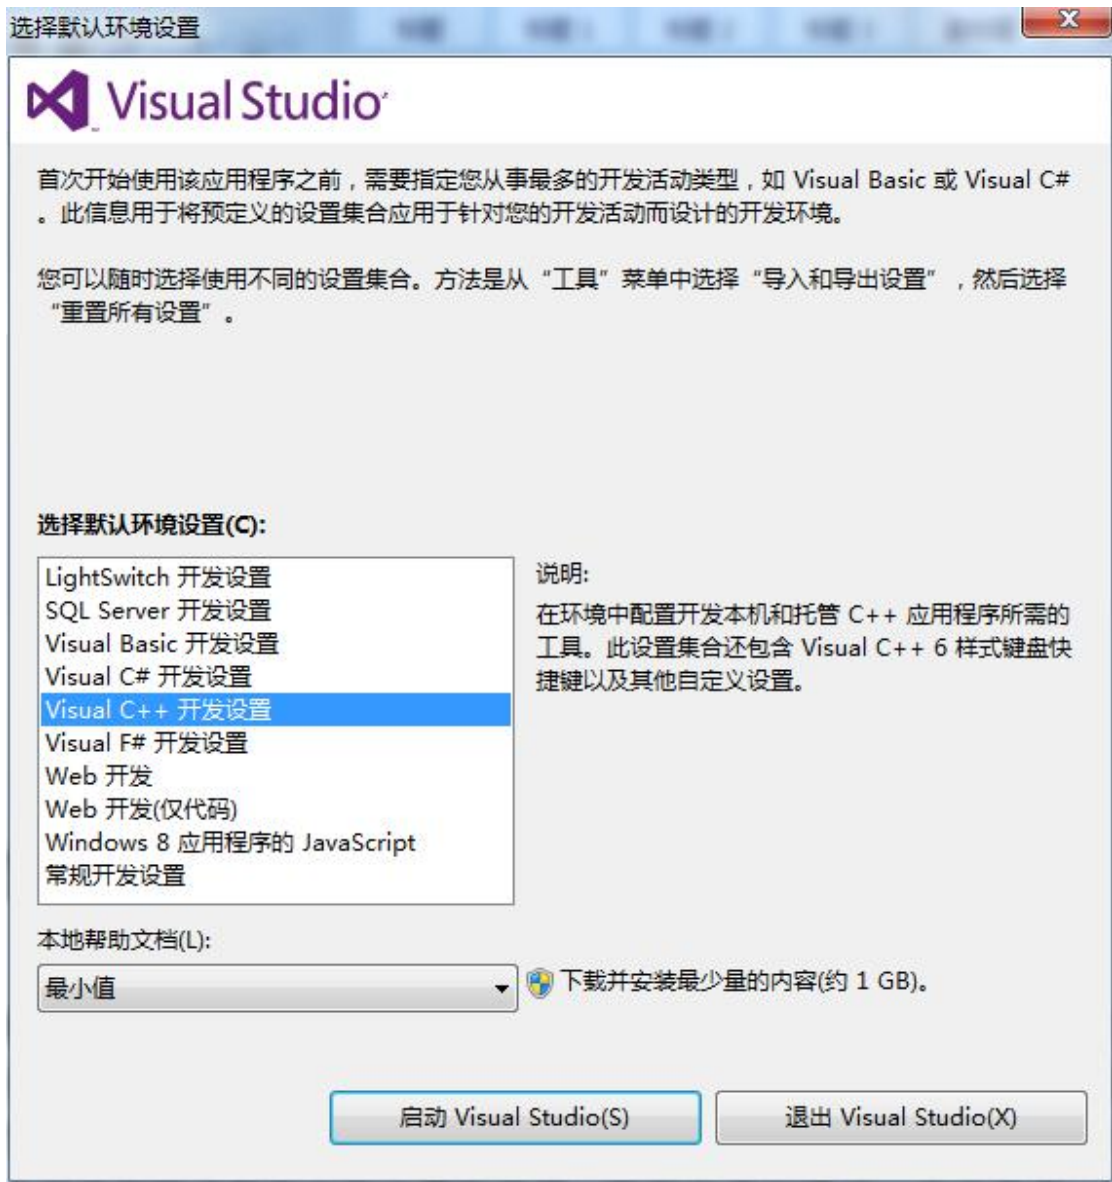 选择默认环境设置
Visual Studio
首次开始使用该应用程序之前，需要指定您从事最多的开发活动类型，如 Visual Basic 或 Visual C#
。此信息用于将预定义的设置集合应用于针对您的开发活动而设计的开发环境。
您可以随时选择使用不同的设置集合。方法是从“工具”菜单中选择“导入和导出设置”，然后选择
“重置所有设置”。
选择默认环境设置(C):
LightSwitch 开发设置
SQL Server 开发设置
Visual Basic 开发设置
Visual C# 开发设置
Visual C++ 开发设置
Visual F# 开发设置
Web 开发
Web 开发(仅代码)
Windows 8 应用程序的 JavaScript
常规开发设置
说明:
在环境中配置开发本机和托管 C++ 应用程序所需的
工具。此设置集合还包含 Visual C++ 6 样式键盘快
捷键以及其他自定义设置。
本地帮助文档(L):
最小值
下载并安装最少量的内容(约 1 GB)。
启动 Visual Studio(S)
退出 Visual Studio(X)